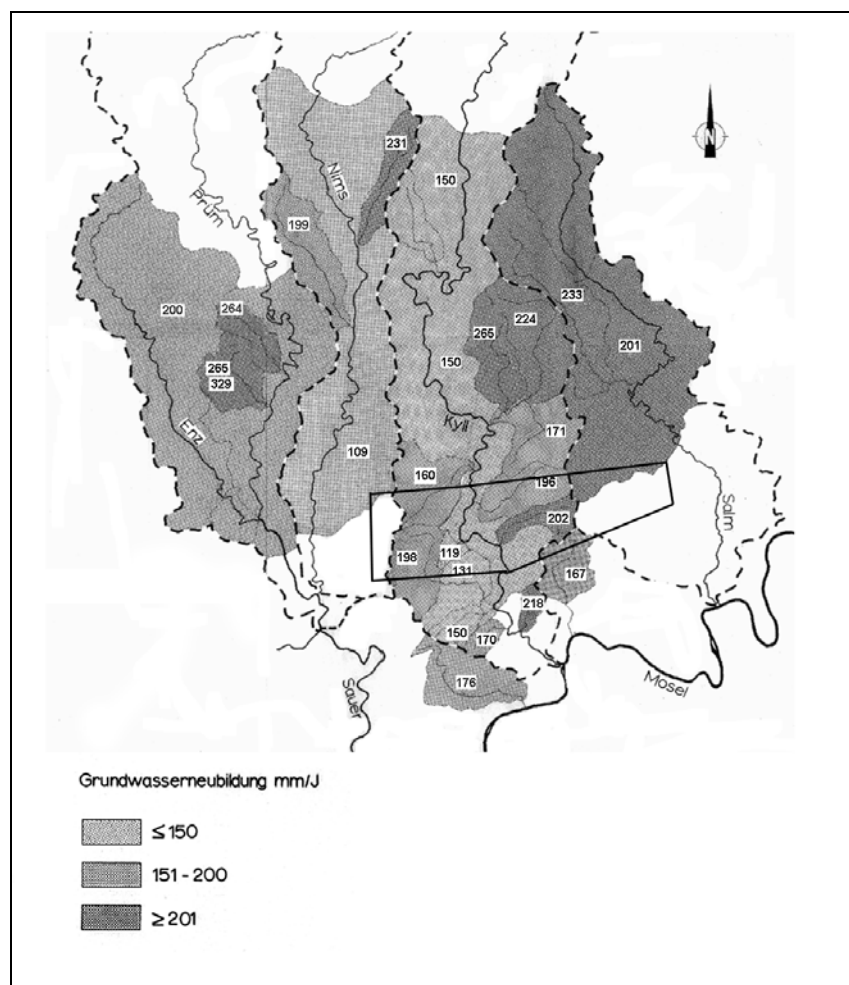 N
231
Nims
150
Prüm
199
233
200
264
265
224
201
265
329
150
Kyll
171
Enz
109
160
196
202
Salm
198
119
131
167
218
150
170
176
Sauer
Mosel
Grundwasserneubildung mm/J
≤ 150
151 - 200
≥ 201